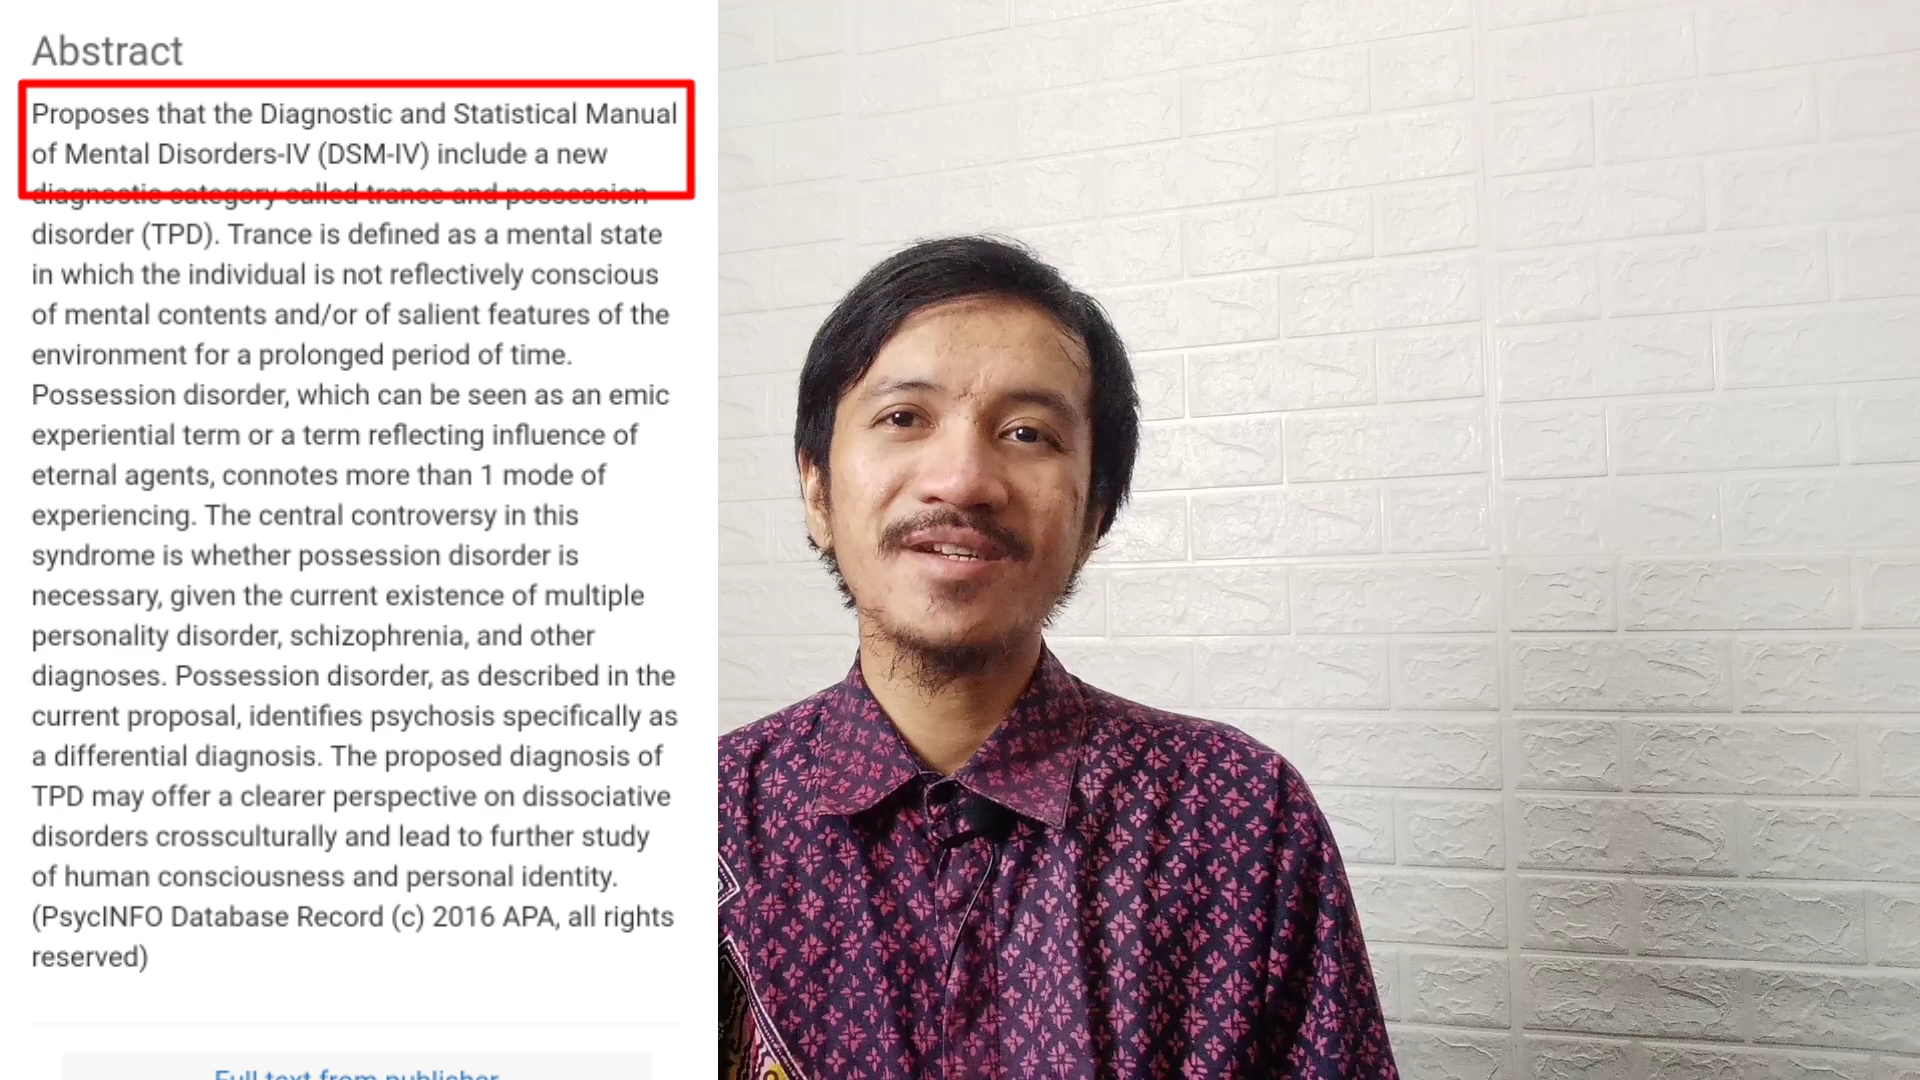 Abstract
Proposes that the Diagnostic and Statistical Manual
of Mental Disorders-IV (DSM-IV) include a new
diagnostic category called trance and possession
disorder (TPD). Trance is defined as a mental state
in which the individual is not reflectively conscious
of mental contents and/or of salient features of the
environment for a prolonged period of time.
Possession disorder, which can be seen as an emic
experiential term or a term reflecting influence of
eternal agents, connotes more than 1 mode of
experiencing. The central controversy in this
syndrome is whether possession disorder is
necessary, given the current existence of multiple
personality disorder, schizophrenia, and other
diagnoses. Possession disorder, as described in the
current proposal, identifies psychosis specifically as
a differential diagnosis. The proposed diagnosis of
TPD may offer a clearer perspective on dissociative
disorders crossculturally and lead to further study
of human consciousness and personal identity.
(PsycINFO Database Record (c) 2016 APA, all rights
reserved)
Full text from publisher